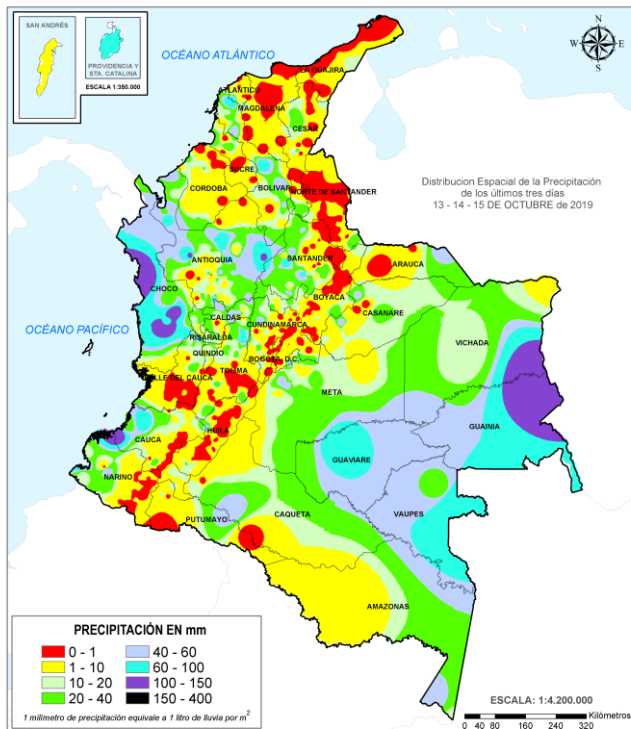 SAN ANDRÉS
PROVIDENCIA Y
STA. CATALINA
ESCALA 1:350.000
OCÉANO ATLÁNTICO
N
W E
S
LA GUAJIRA
ATLÁNTICO
MAGDALENA
CESAR
SUCRE
CORDOBA
BOLIVAR
NORTE DE SANTANDER
Distribucion Espacial de la Precipitación
de los últimos tres días
13 - 14 - 15 DE OCTUBRE de 2019
ANTIOQUIA
SANTANDER
ARAUCA
CHOCO
BOYACA
OCÉANO PACÍFICO
CALDAS
CUNDINAMARCA
CASANARE
RISARALDA
QUINDIO
BOGOTA, D.C.
VICHADA
VALLE DEL CAUCA
TOLIMA
META
CAUCA
HUILA
GUAINIA
GUAVIARE
NARIÑO
PUTUMAYO
CAQUETA
VAUPES
AMAZONAS
PRECIPITACIÓN EN mm
0 - 1 40 - 60
1 - 10 60 - 100
10 - 20 100 - 150
20 - 40 150 - 400
1 milimetro de precipitación equivale a 1 litro de lluvia por m²
ESCALA: 1:4.200.000
Kilómetros
0 40 80 160 240 320